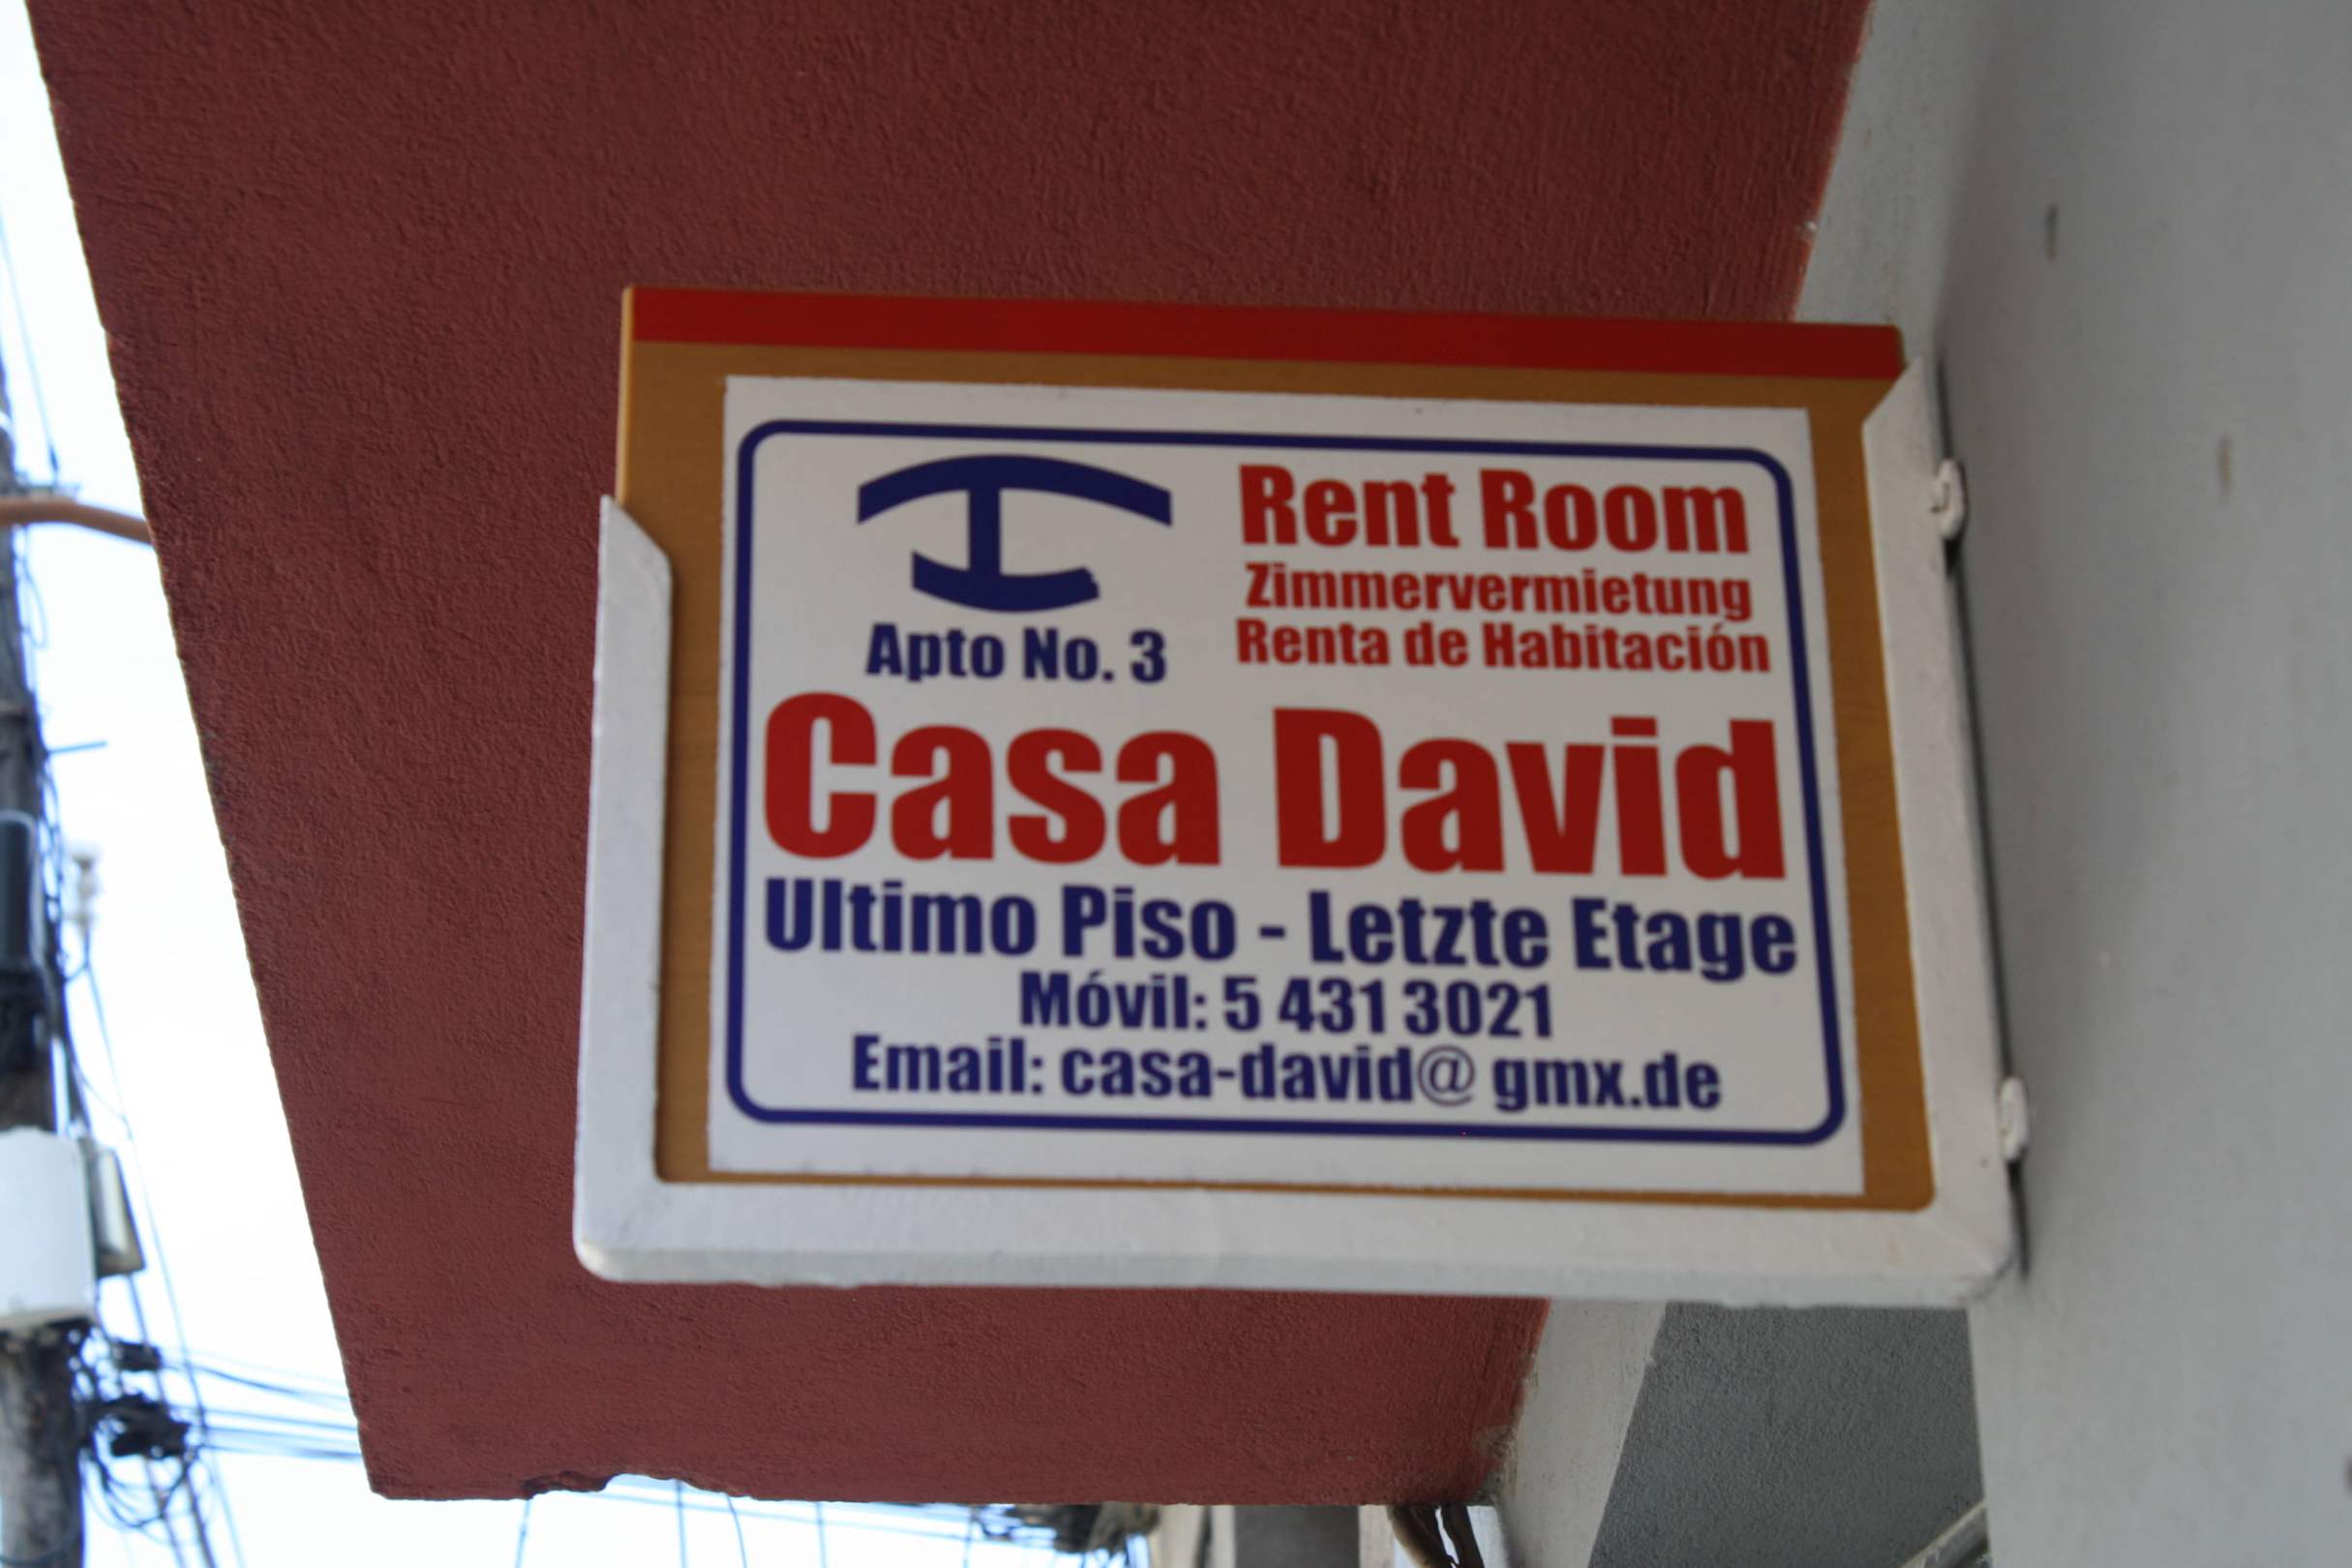 Rent Room
Zimmervermietung
Renta de Habitación
Apto No. 3
Casa David
Ultimo Piso - Letzte Etage
Móvil: 5 431 3021
Email: casa-david@ gmx.de